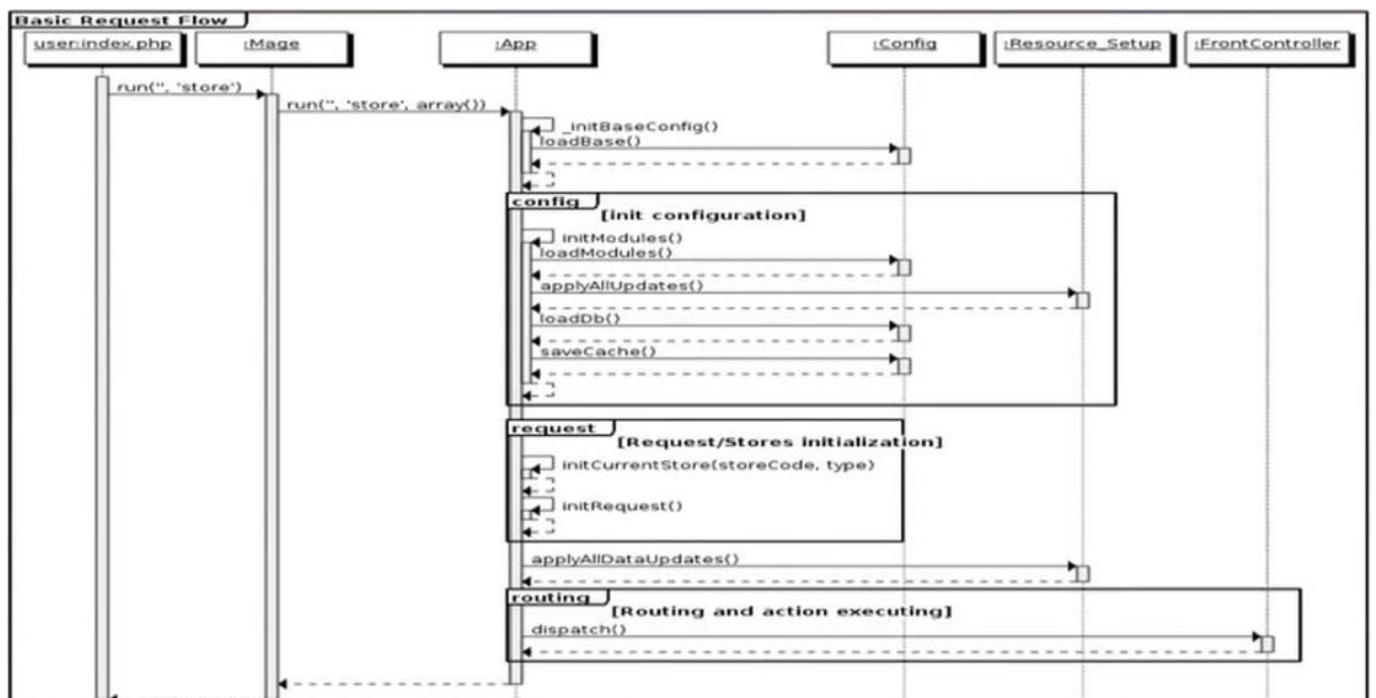 Basic Request Flow
user:index.php :Mage :App :Config :Resource_Setup :FrontController
run('', 'store')
run('', 'store', array())
_initBaseConfig()
loadBase()
config
[init configuration]
initModules()
loadModules()
applyAllUpdates()
loadDb()
saveCache()
request
[Request/Stores initialization]
initCurrentStore(storeCode, type)
initRequest()
applyAllDataUpdates()
routing
[Routing and action executing]
dispatch()